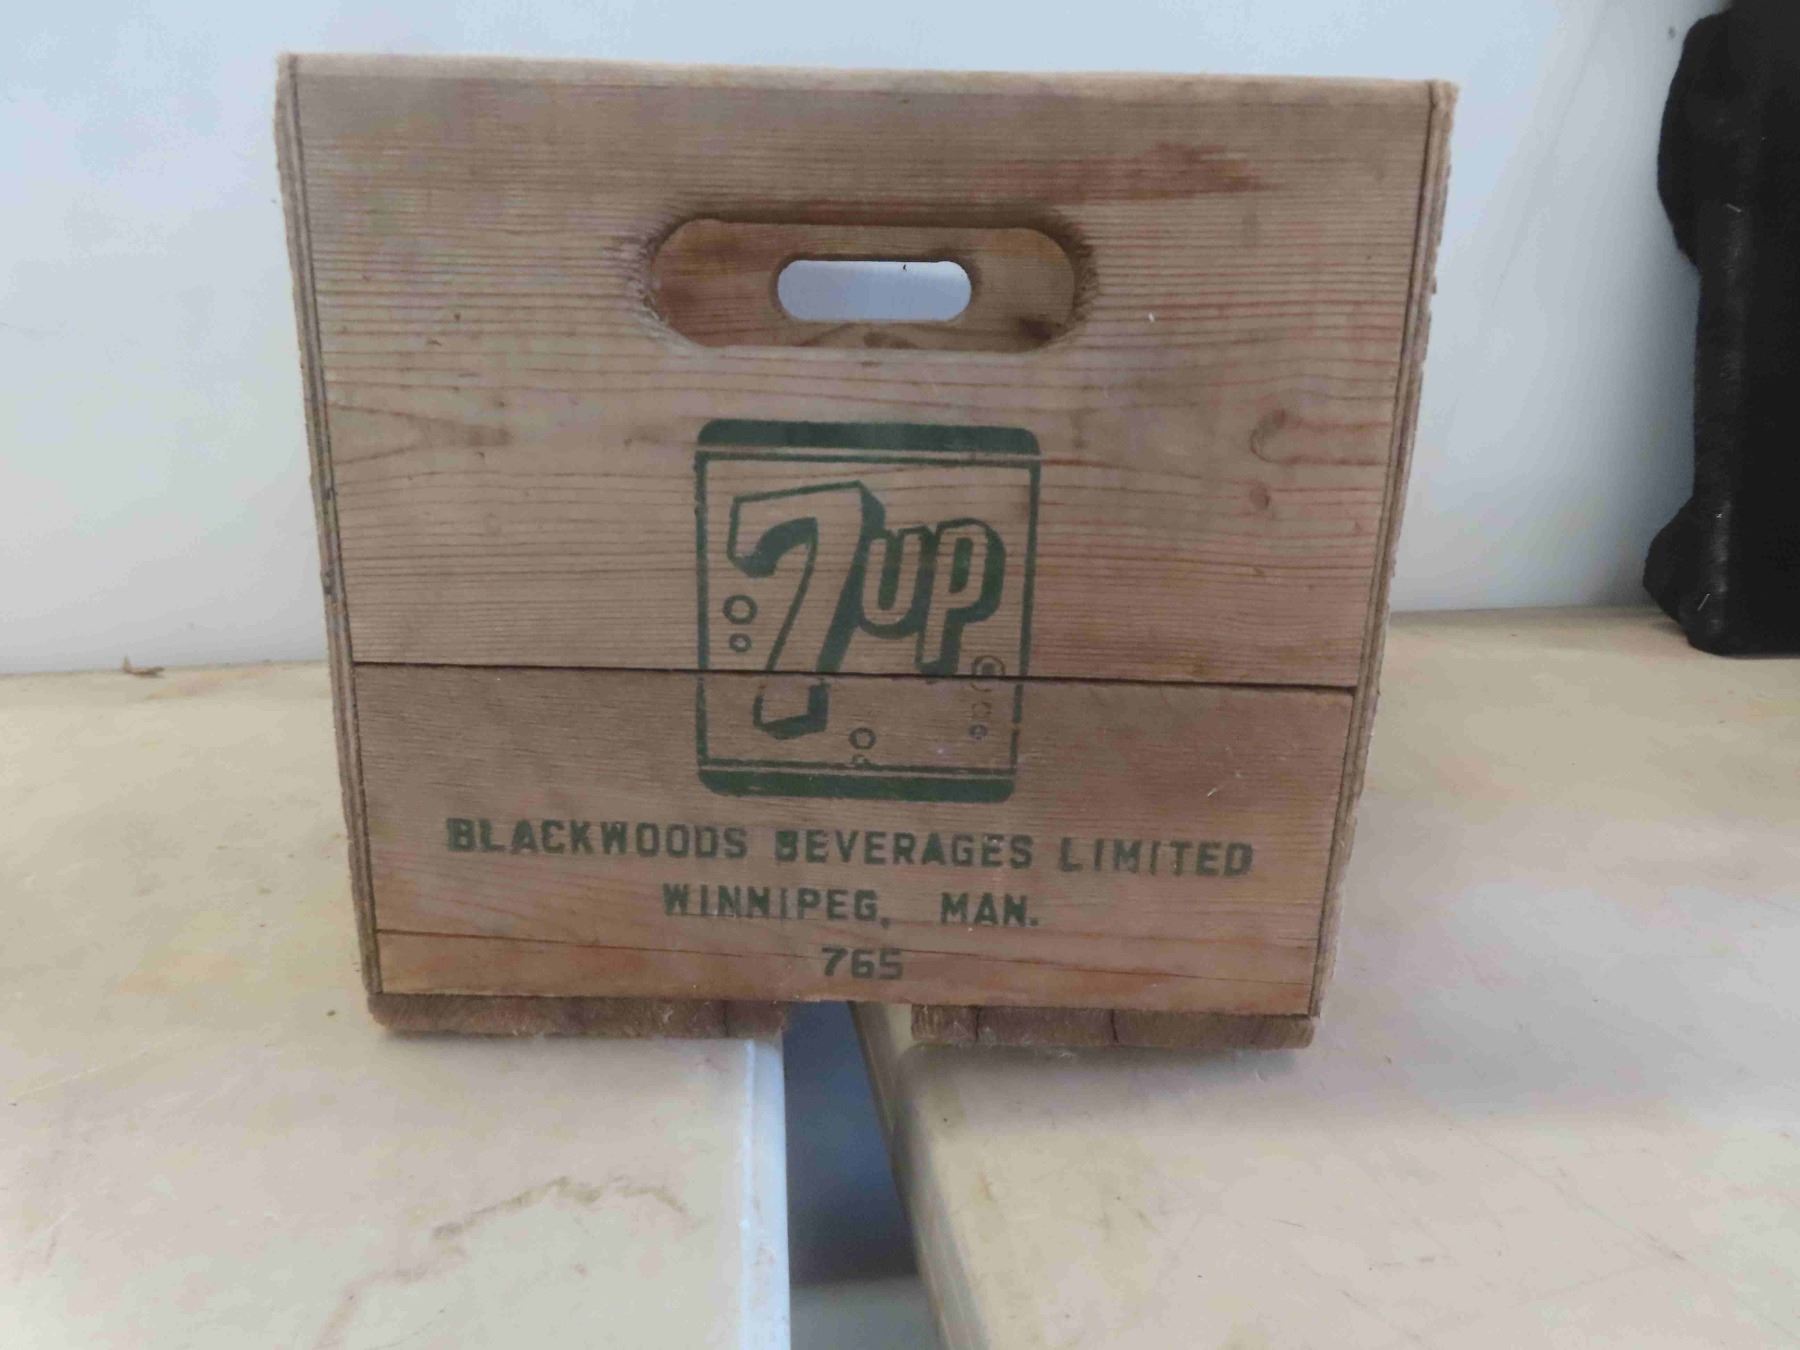 7up
BLACKWOODS BEVERAGES LIMITED
WINNIPEG, MAN.
765